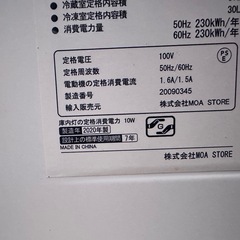 冷蔵室定格内容積
冷凍室定格内容積 30L
消費電力量 50Hz 230kWh/年
60Hz 230kWh/年
定格電圧 100V
定格周波数 50Hz/60Hz
電動機の定格消費電流 1.6A/1.5A
製造番号 20090345
輸入販売元 株式会社MOA STORE
PS
E
庫内灯の定格消費電力 10W
製造年 2020年製
設計上の標準使用期間 7年
MADE IN CHINA
G
株式会社MOA STORE